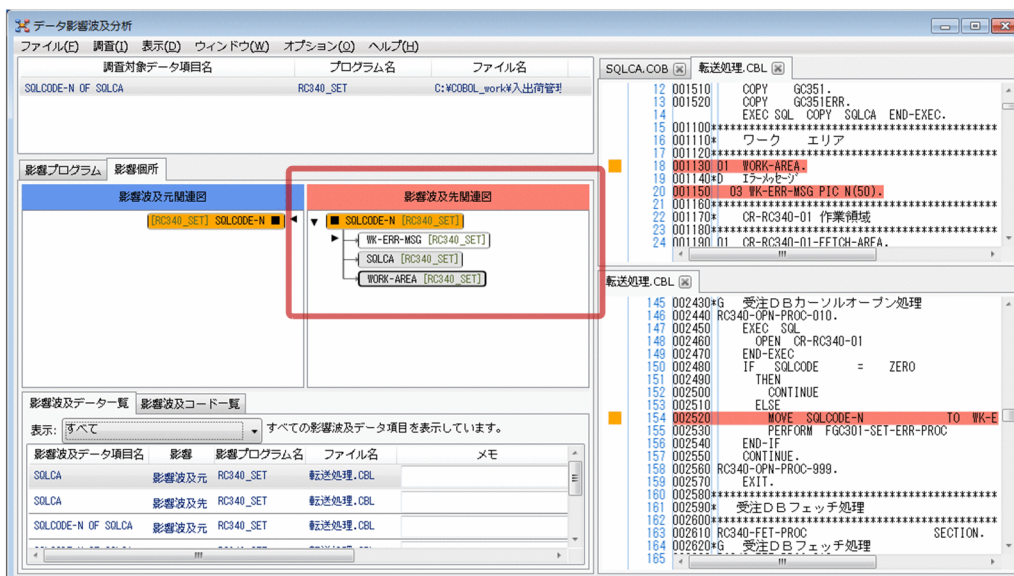 データ影響波及分析
ファイル(F) 調査(I) 表示(D) ウィンドウ(W) オプション(O) ヘルプ(H)
調査対象データ項目名 プログラム名 ファイル名
SQLCODE-N OF SQLCA RC340_SET C:¥COBOL_work¥入出荷管理
影響プログラム 影響個所
影響波及元関連図 影響波及先関連図
[RC340_SET] SQLCODE-N ■ ■ SQLCODE-N [RC340_SET]
WK-ERR-MSG [RC340_SET]
SQLCA [RC340_SET]
WORK-AREA [RC340_SET]
影響波及データ一覧 影響波及コード一覧
表示: すべて すべての影響波及データ項目を表示しています。
影響波及データ項目名 影響 影響プログラム名 ファイル名 メモ
SQLCA 影響波及元 RC340_SET 転送処理.CBL
SQLCA 影響波及先 RC340_SET 転送処理.CBL
SQLCODE-N OF SQLCA 影響波及元 RC340_SET 転送処理.CBL
SQLCA.COB 転送処理.CBL
12 001510 COPY GC351.
13 001520 COPY GC351ERR.
14 EXEC SQL COPY SQLCA END-EXEC.
15 001100*****************************************
16 001110* ワーク エリア
17 001120*****************************************
18 001130 01 WORK-AREA.
19 001140*D エラーメッセージ
20 001150 03 WK-ERR-MSG PIC N(50).
21 001160*****************************************
22 001170* CR-RC340-01 作業領域
23 001180*****************************************
24 001190 01 CR-RC340-01-FETCH-AREA.
転送処理.CBL
145 002430*G 受注DBカーソルオープン処理
146 002440 RC340-OPN-PROC-010.
147 002450 EXEC SQL
148 002460 OPEN CR-RC340-01
149 002470 END-EXEC
150 002480 IF SQLCODE = ZERO
151 002490 THEN
152 002500 CONTINUE
153 002510 ELSE
154 002520 MOVE SQLCODE-N TO WK-E
155 002530 PERFORM FGC301-SET-ERR-PROC
156 002540 END-IF
157 002550 CONTINUE.
158 002560 RC340-OPN-PROC-999.
159 002570 EXIT.
160 002580*****************************************
161 002590* 受注DBフェッチ処理
162 002600*****************************************
163 002610 RC340-FET-PROC SECTION.
164 002620*G 受注DBフェッチ処理
165